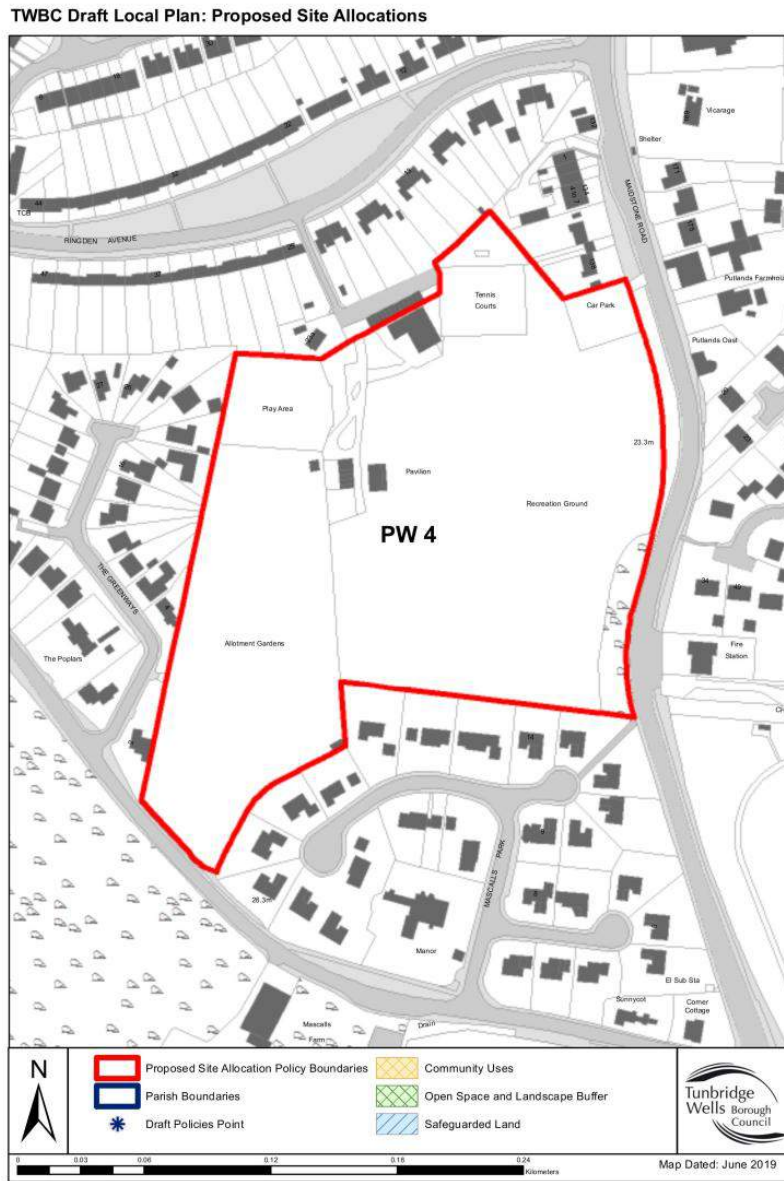 TWBC Draft Local Plan: Proposed Site Allocations
Vicarage
Shelter
TCB
RINGDEN AVENUE
MAIDSTONE ROAD
Putlands Farmhou
Tennis
Courts
Car Park
Putlands Oast
Play Area
23.3m
Pavilion
Recreation Ground
PW 4
THE GREENWAYS
Allotment Gardens
The Poplars
Fire
Station
MASCALLS PARK
Manor
El Sub Sta
Sunnycot
Corner
Cottage
Drain
Mascalls
Farm
N
Proposed Site Allocation Policy Boundaries
Parish Boundaries
Draft Policies Point
Community Uses
Open Space and Landscape Buffer
Safeguarded Land
Tunbridge
Wells Borough
Council
0 0.03 0.06 0.12 0.18 0.24
Kilometers
Map Dated: June 2019